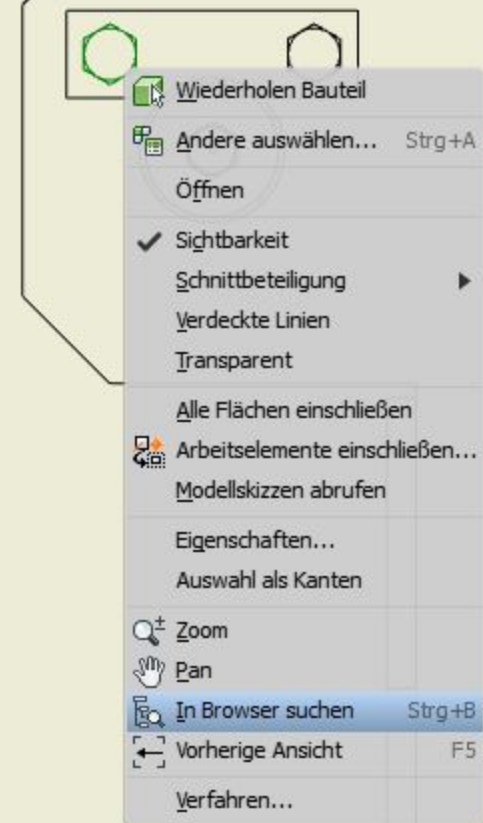 Wiederholen Bauteil
Andere auswählen... Strg+A
Öffnen
Sichtbarkeit
Schnittbeteiligung
Verdeckte Linien
Transparent
Alle Flächen einschließen
Arbeitselemente einschließen...
Modellskizzen abrufen
Eigenschaften...
Auswahl als Kanten
Zoom
Pan
In Browser suchen Strg+B
Vorherige Ansicht F5
Verfahren...